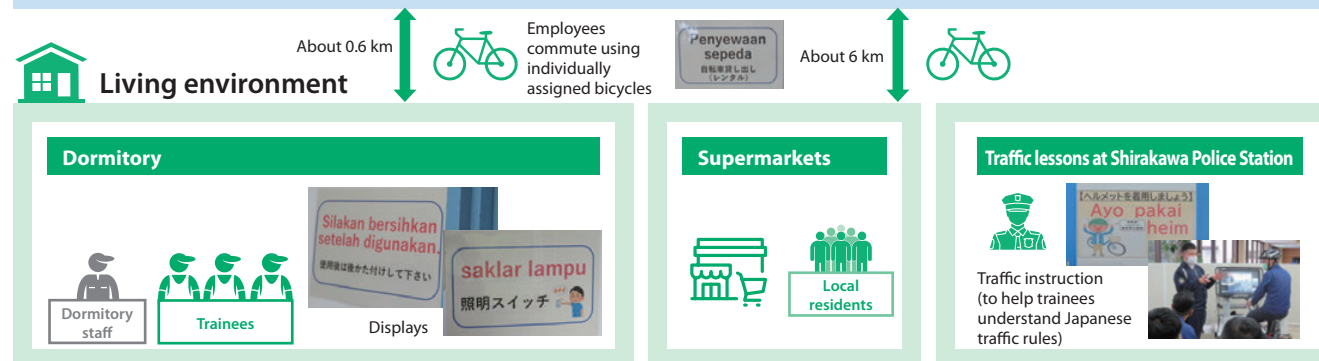 About 0.6 km
Employees
commute using
individually
assigned bicycles
Penyewaan
sepeda
自転車貸し出し
(レンタル)
About 6 km
Living environment
Dormitory
Silakan bersihkan
setelah digunakan.
使用後は後かた付けして下さい
saklar lampu
照明スイッチ
Dormitory
staff
Trainees
Displays
Supermarkets
Local
residents
Traffic lessons at Shirakawa Police Station
【ヘルメットを着用しましょう】
Ayo pakai
heim
Traffic instruction
(to help trainees
understand Japanese
traffic rules)